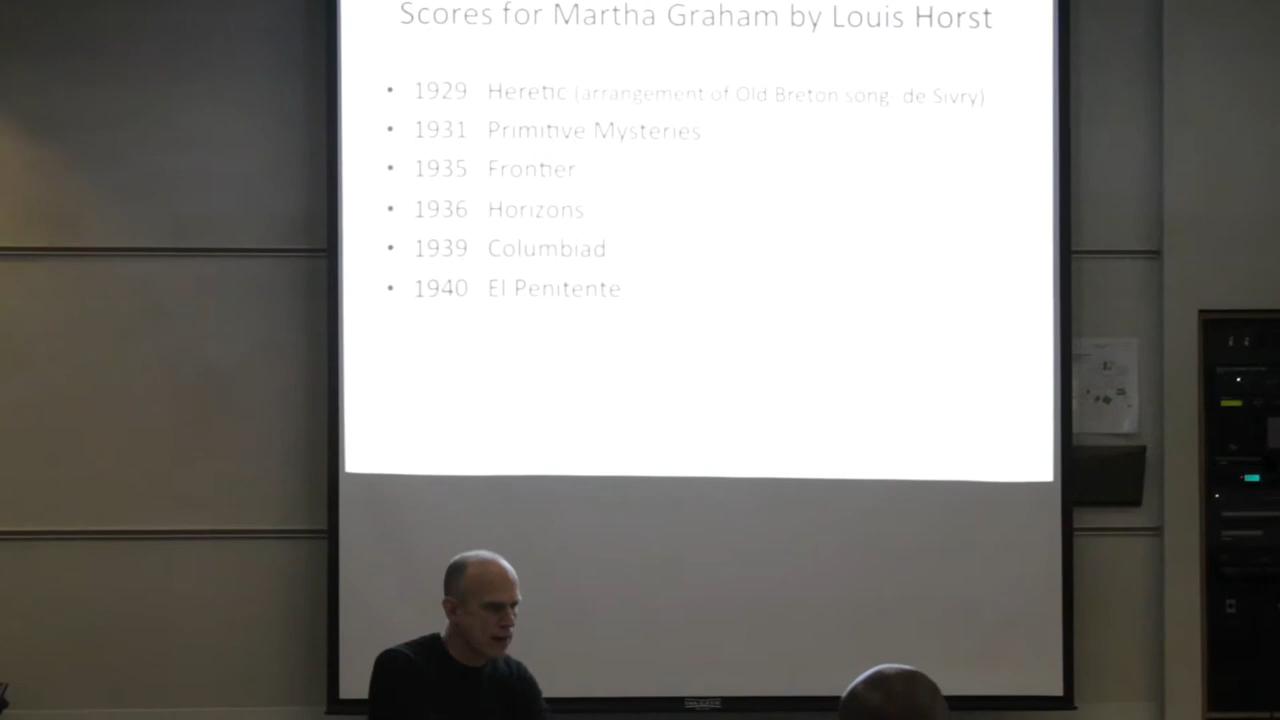 Scores for Martha Graham by Louis Horst
• 1929 Heretic (arrangement of Old Breton song- de Sivry)
• 1931 Primitive Mysteries
• 1935 Frontier
• 1936 Horizons
• 1939 Columbiad
• 1940 El Penitente